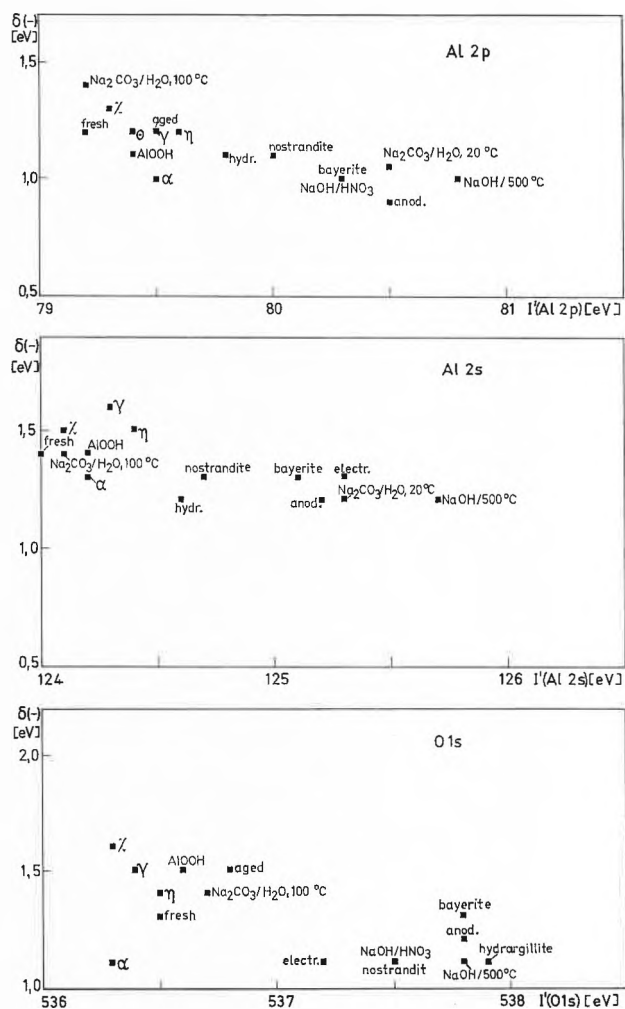 δ(-)
[eV]
Al 2p
1,5
Na2 CO3/H2O, 100 °C
χ
fresh
aged
Θ
γ
η
AlOOH
hydr.
nostrandite
Na2CO3/H2O, 20 °C
bayerite
NaOH/HNO3
NaOH/500 °C
1,0
α
anod.
0,5
79
80
81
I'(Al 2p) [eV]
δ(-)
[eV]
Al 2s
γ
1,5
χ
η
fresh
AlOOH
Na2CO3/H2O, 100 °C
α
nostrandite
bayerite
electr.
hydr.
anod.
Na2CO3/H2O, 20°C
NaOH/500°C
1,0
0,5
124
125
126
I'(Al 2s) [eV]
δ(-)
[eV]
O1s
2,0
χ
1,5
γ
AlOOH
aged
η
Na2CO3/H2O, 100 °C
fresh
bayerite
anod.
α
electr.
NaOH/HNO3
nostrandit
hydrargillite
NaOH/500°C
1,0
536
537
538
I'(O1s) [eV]